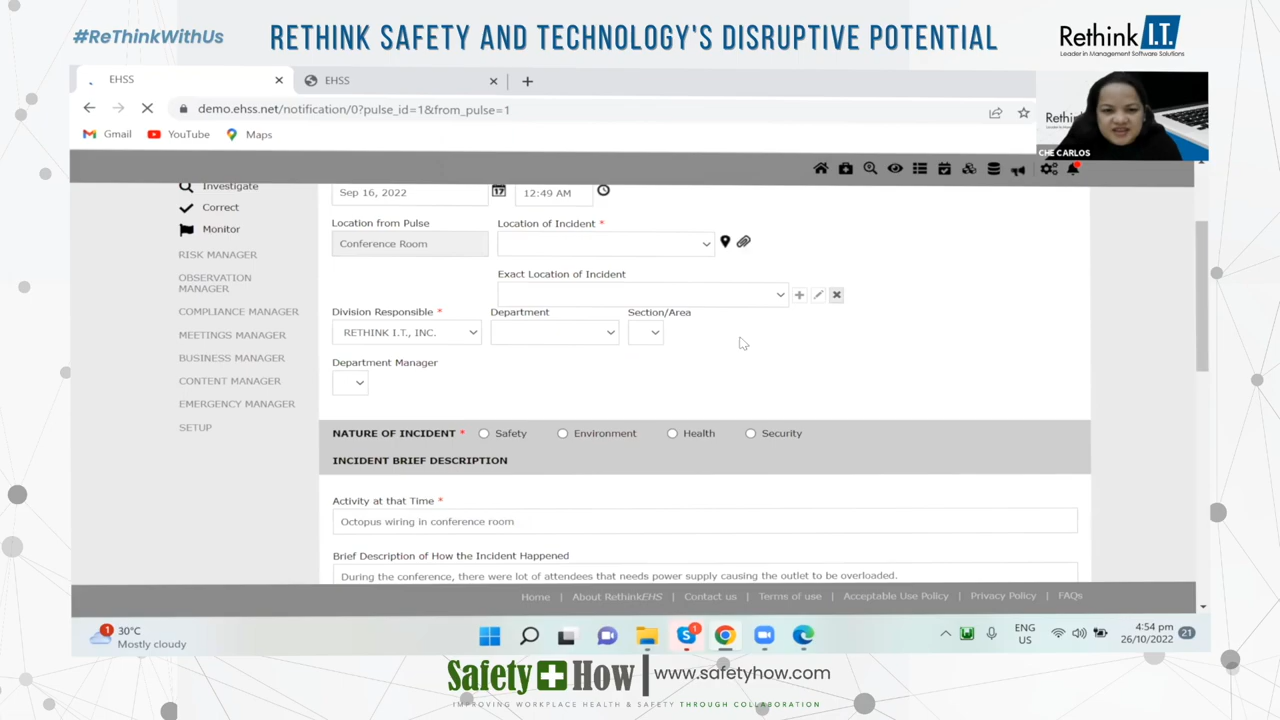 #ReThinkWithUs
RETHINK SAFETY AND TECHNOLOGY'S DISRUPTIVE POTENTIAL
Rethink I.T.
Leader in Management Software Solutions
EHSS
EHSS
demo.ehss.net/notification/0?pulse_id=1&from_pulse=1
Gmail YouTube Maps
CHE CARLOS
Investigate
Correct
Monitor
RISK MANAGER
OBSERVATION
MANAGER
COMPLIANCE MANAGER
MEETINGS MANAGER
BUSINESS MANAGER
CONTENT MANAGER
EMERGENCY MANAGER
SETUP
Sep 16, 2022 17 12:49 AM
Location from Pulse Location of Incident *
Conference Room
Exact Location of Incident
Division Responsible * Department Section/Area
RETHINK I.T., INC.
Department Manager
NATURE OF INCIDENT * Safety Environment Health Security
INCIDENT BRIEF DESCRIPTION
Activity at that Time *
Octopus wiring in conference room
Brief Description of How the Incident Happened
During the conference, there were lot of attendees that needs power supply causing the outlet to be overloaded.
Home | About RethinkEHS | Contact us | Terms of use | Acceptable Use Policy | Privacy Policy | FAQs
1 30°C
Mostly cloudy
1
ENG
US
4:54 pm
26/10/2022
21
Safety How | www.safetyhow.com
IMPROVING WORKPLACE HEALTH & SAFETY THROUGH COLLABORATION